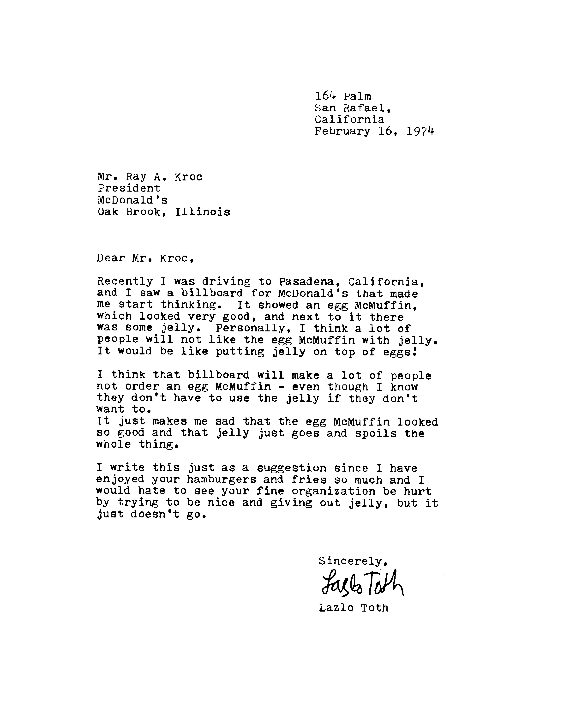 164 Palm
San Rafael,
California
February 16, 1974
Mr. Ray A. Kroc
President
McDonald's
Oak Brook, Illinois
Dear Mr. Kroc,
Recently I was driving to Pasadena, California,
and I saw a billboard for McDonald's that made
me start thinking.  It showed an egg McMuffin,
which looked very good, and next to it there
was some jelly.  Personally, I think a lot of
people will not like the egg McMuffin with jelly.
It would be like putting jelly on top of eggs!
I think that billboard will make a lot of people
not order an egg McMuffin - even though I know
they don't have to use the jelly if they don't
want to.
It just makes me sad that the egg McMuffin looked
so good and that jelly just goes and spoils the
whole thing.
I write this just as a suggestion since I have
enjoyed your hamburgers and fries so much and I
would hate to see your fine organization be hurt
by trying to be nice and giving out jelly, but it
just doesn't go.
Sincerely,
Lazlo Toth
Lazlo Toth